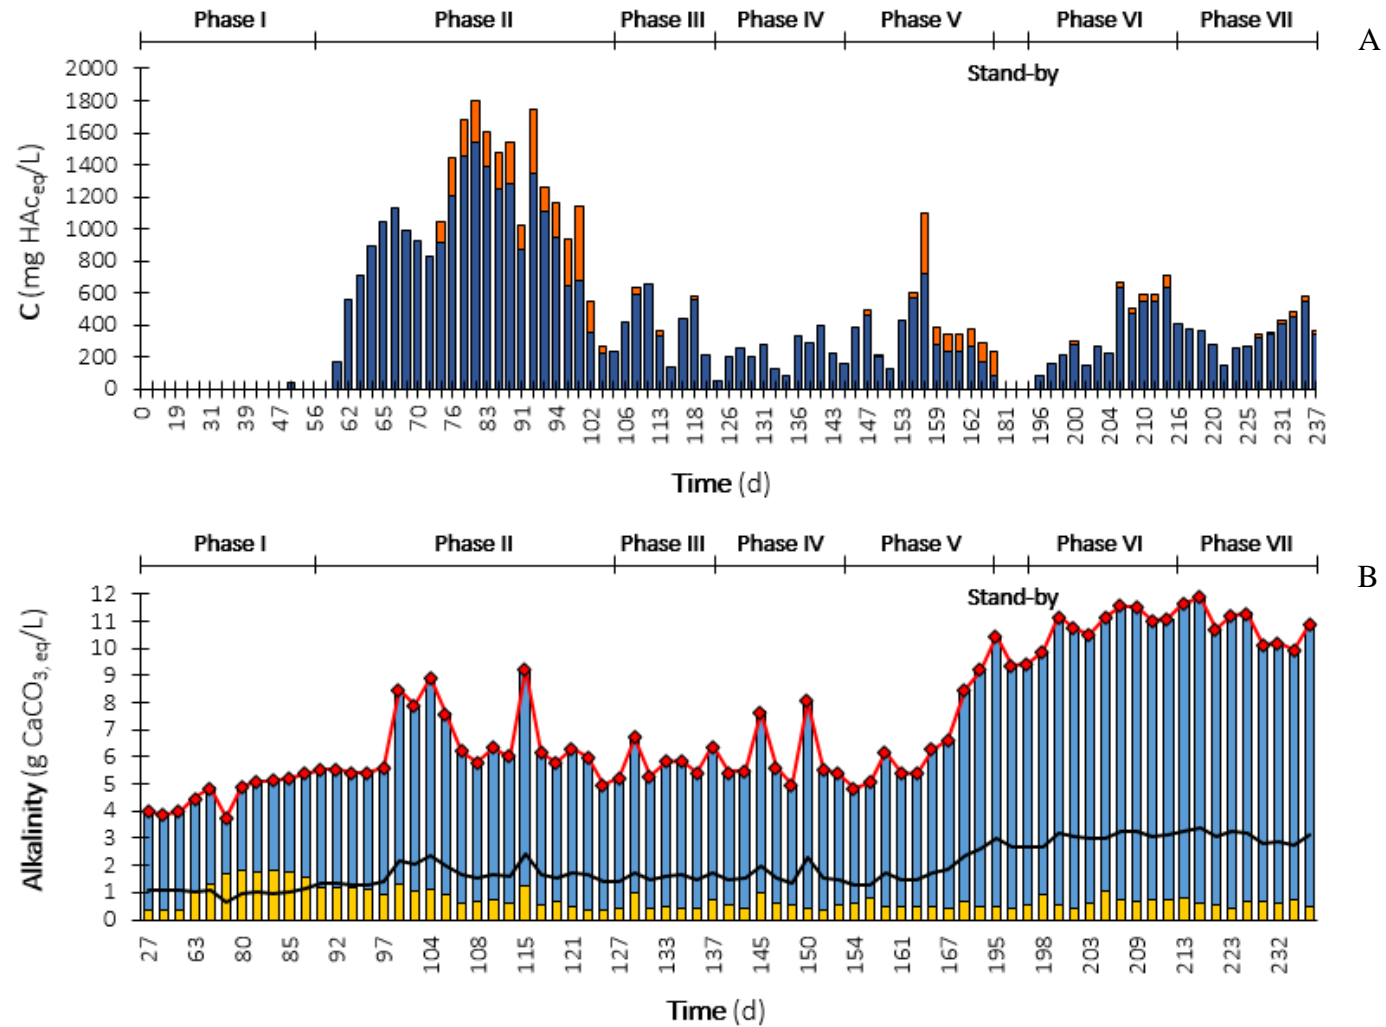 Phase I Phase II Phase III Phase IV Phase V Phase VI Phase VII
A
Stand-by
C (mg HAceq/L)
2000
1800
1600
1400
1200
1000
800
600
400
200
0
0 19 31 39 47 56 62 65 70 76 83 91 94 102 106 113 118 126 131 136 143 147 153 159 162 181 196 200 204 210 216 220 225 231 237
Time (d)
Phase I Phase II Phase III Phase IV Phase V Phase VI Phase VII
B
Stand-by
Alkalinity (g CaCO3, eq/L)
12
11
10
9
8
7
6
5
4
3
2
1
0
27 63 80 85 92 97 104 108 115 121 127 133 137 145 150 154 161 167 195 198 203 209 213 223 232
Time (d)